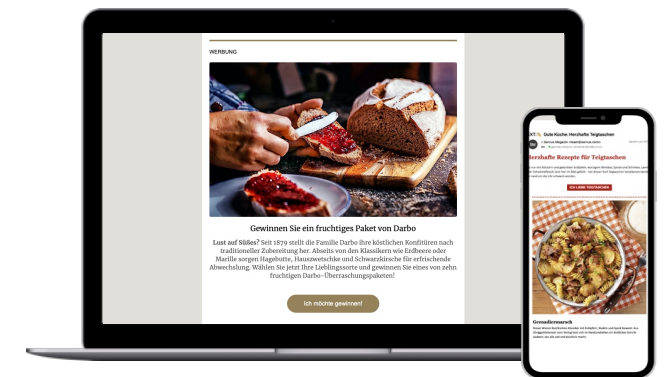 WERBUNG
Gewinnen Sie ein fruchtiges Paket von Darbo
Lust auf Süßes? Seit 1879 stellt die Familie Darbo ihre köstlichen Konfitüren nach
traditioneller Zubereitung her. Abseits von den Klassikern wie Erdbeere oder
Marille sorgen Hagebutte, Hauszwetschke und Schwarzkirsche für erfrischende
Abwechslung. Wählen Sie jetzt Ihre Lieblingssorte und gewinnen Sie eines von zehn
fruchtigen Darbo-Überraschungspaketen!
Ich möchte gewinnen!
Gute Küche: Herzhafte Teigtaschen
Herzhafte Rezepte für Teigtaschen
ICH LIEBE TEIGTASCHEN
Grenadiermarsch